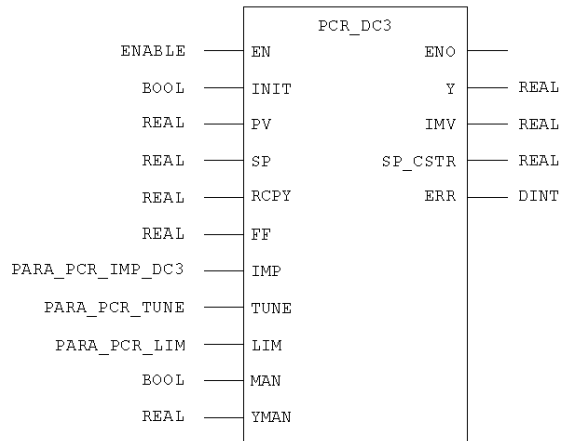 PCR_DC3
ENABLE EN ENO
BOOL INIT Y REAL
REAL PV IMV REAL
REAL SP SP_CSTR REAL
REAL RCPY ERR DINT
REAL FF
PARA_PCR_IMP_DC3 IMP
PARA_PCR_TUNE TUNE
PARA_PCR_LIM LIM
BOOL MAN
REAL YMAN